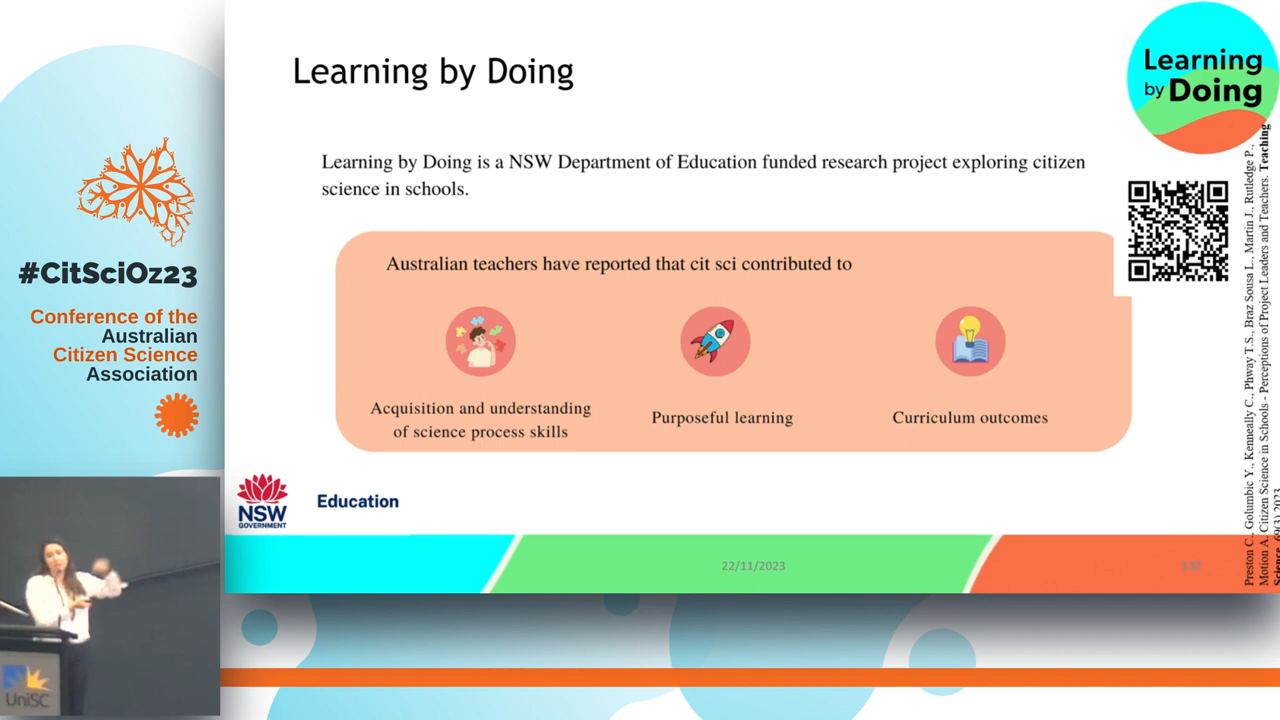 Learning by Doing
Learning
by Doing
Learning by Doing is a NSW Department of Education funded research project exploring citizen
science in schools.
Australian teachers have reported that cit sci contributed to
Acquisition and understanding
of science process skills
Purposeful learning
Curriculum outcomes
#CitSciOz23
Conference of the
Australian
Citizen Science
Association
NSW
GOVERNMENT
Education
22/11/2023
132
Preston C., Golumbic Y., Kenneally C., Phway T.S., Braz Sousa L., Martin J., Rutledge P.,
Motion A. Citizen Science in Schools - Perceptions of Project Leaders and Teachers. Teaching
Science, 69(3) 2023
UniSC